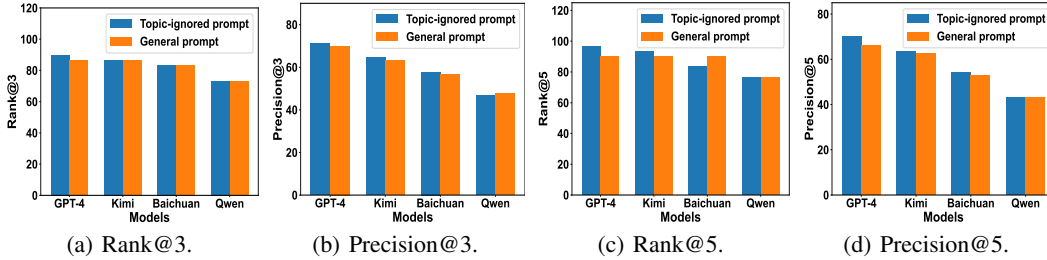 120
100
80
60
40
20
0
Rank@3
Topic-ignored prompt
General prompt
GPT-4 Kimi Baichuan Qwen
Models
(a) Rank@3.
80
60
40
20
0
Precision@3
Topic-ignored prompt
General prompt
GPT-4 Kimi Baichuan Qwen
Models
(b) Precision@3.
120
100
80
60
40
20
0
Rank@5
Topic-ignored prompt
General prompt
GPT-4 Kimi Baichuan Qwen
Models
(c) Rank@5.
80
60
40
20
0
Precision@5
Topic-ignored prompt
General prompt
GPT-4 Kimi Baichuan Qwen
Models
(d) Precision@5.